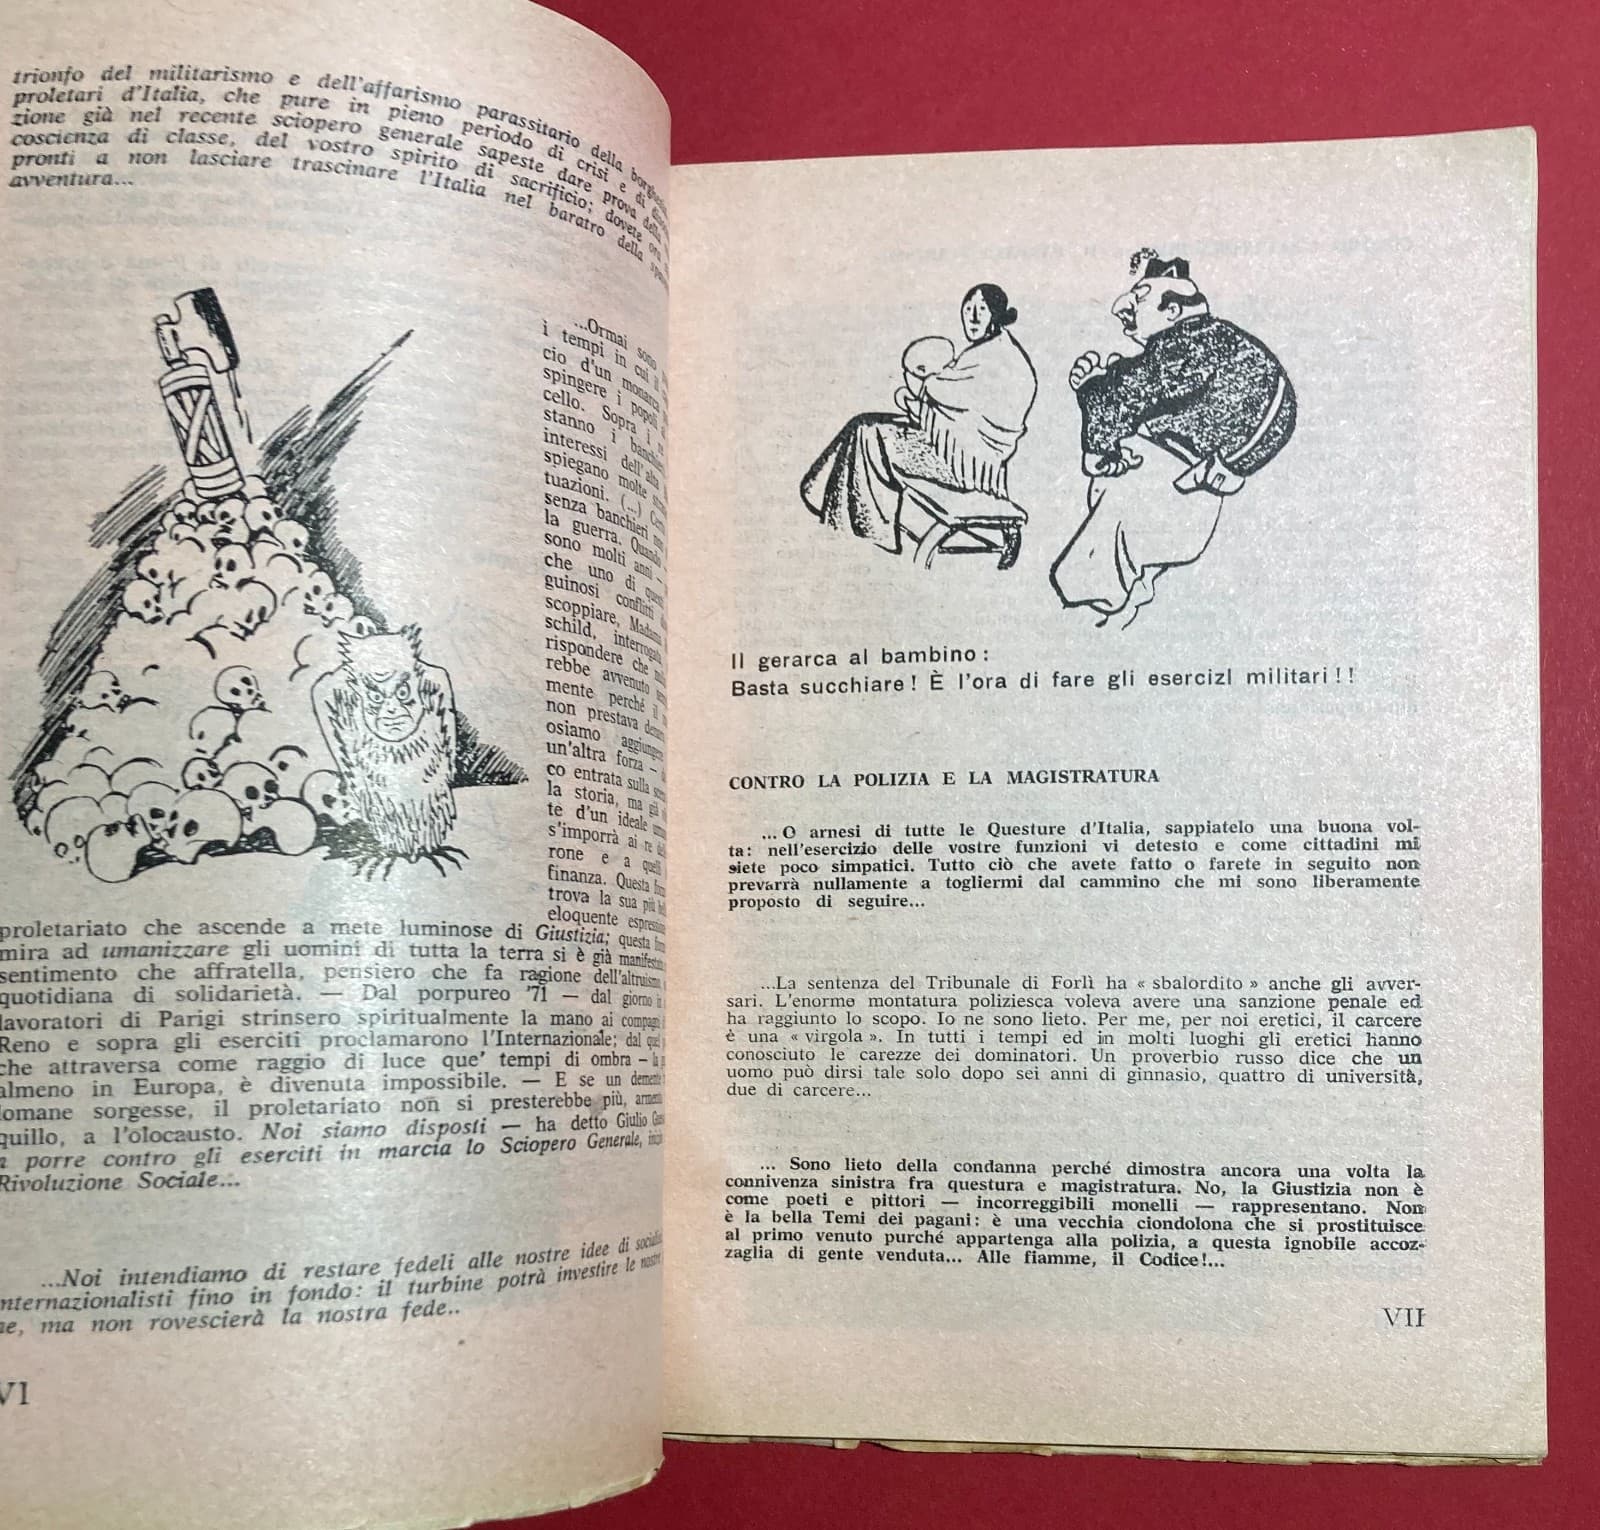 trionfo del militarismo e dell'affarismo parassitario della
proletari d'Italia, che pure in pieno periodo di crisi e di
zione già nel recente sciopero generale sapeste dare prova della
coscienza di classe, del vostro spirito di sacrificio; dovete ora
pronti a non lasciare trascinare l'Italia nel baratro della
avventura...
...Ormai sono
i tempi in cui il
cio d'un monarca
spingere i popoli
cello. Sopra i re
stanno i banchieri
interessi dell'alta
spiegano molte
tuazioni. (...)
senza banchieri non
la guerra. Quando
sono molti anni —
che uno di questi
guinosi conflitti
scoppiare, Madama
schild, interrogata
rispondere che
rebbe avvenuto
mente perché il
non prestava
osiamo aggiungere
un'altra forza —
co entrata sulla
la storia, ma già
te d'un ideale
s'imporrà ai re del
rone e a quelli
finanza. Questa
trova la sua più
eloquente
proletariato che ascende a mete luminose di Giustizia; questa
mira ad umanizzare gli uomini di tutta la terra si è già
sentimento che affratella, pensiero che fa ragione dell'altruismo,
quotidiana di solidarietà. — Dal porpureo '71 — dal giorno in
lavoratori di Parigi strinsero spiritualmente la mano ai compagni
Reno e sopra gli eserciti proclamarono l'Internazionale; dal
che attraversa come raggio di luce que' tempi di ombra — la
almeno in Europa, è divenuta impossibile. — E se un demente
lomane sorgesse, il proletariato non si presterebbe più,
quillo, a l'olocausto. Noi siamo disposti — ha detto Giulio
a porre contro gli eserciti in marcia lo Sciopero Generale,
Rivoluzione Sociale...
...Noi intendiamo di restare fedeli alle nostre idee di
internazionalisti fino in fondo: il turbine potrà investire le nostre
ne, ma non rovescierà la nostra fede..
VI
Il gerarca al bambino:
Basta succhiare! È l'ora di fare gli esercizI militari!!
CONTRO LA POLIZIA E LA MAGISTRATURA
... O arnesi di tutte le Questure d'Italia, sappiatelo una buona vol-
ta: nell'esercizio delle vostre funzioni vi detesto e come cittadini mi
siete poco simpatici. Tutto ciò che avete fatto o farete in seguito non
prevarrà nullamente a togliermi dal cammino che mi sono liberamente
proposto di seguire...
...La sentenza del Tribunale di Forlì ha « sbalordito » anche gli avver-
sari. L'enorme montatura poliziesca voleva avere una sanzione penale ed
ha raggiunto lo scopo. Io ne sono lieto. Per me, per noi eretici, il carcere
è una « virgola ». In tutti i tempi ed in molti luoghi gli eretici hanno
conosciuto le carezze dei dominatori. Un proverbio russo dice che un
uomo può dirsi tale solo dopo sei anni di ginnasio, quattro di università,
due di carcere...
... Sono lieto della condanna perché dimostra ancora una volta la
connivenza sinistra fra questura e magistratura. No, la Giustizia non è
come poeti e pittori — incorreggibili monelli — rappresentano. Non
è la bella Temi dei pagani: è una vecchia ciondolona che si prostituisce
al primo venuto purché appartenga alla polizia, a questa ignobile accoz-
zaglia di gente venduta... Alle fiamme, il Codice!...
VII